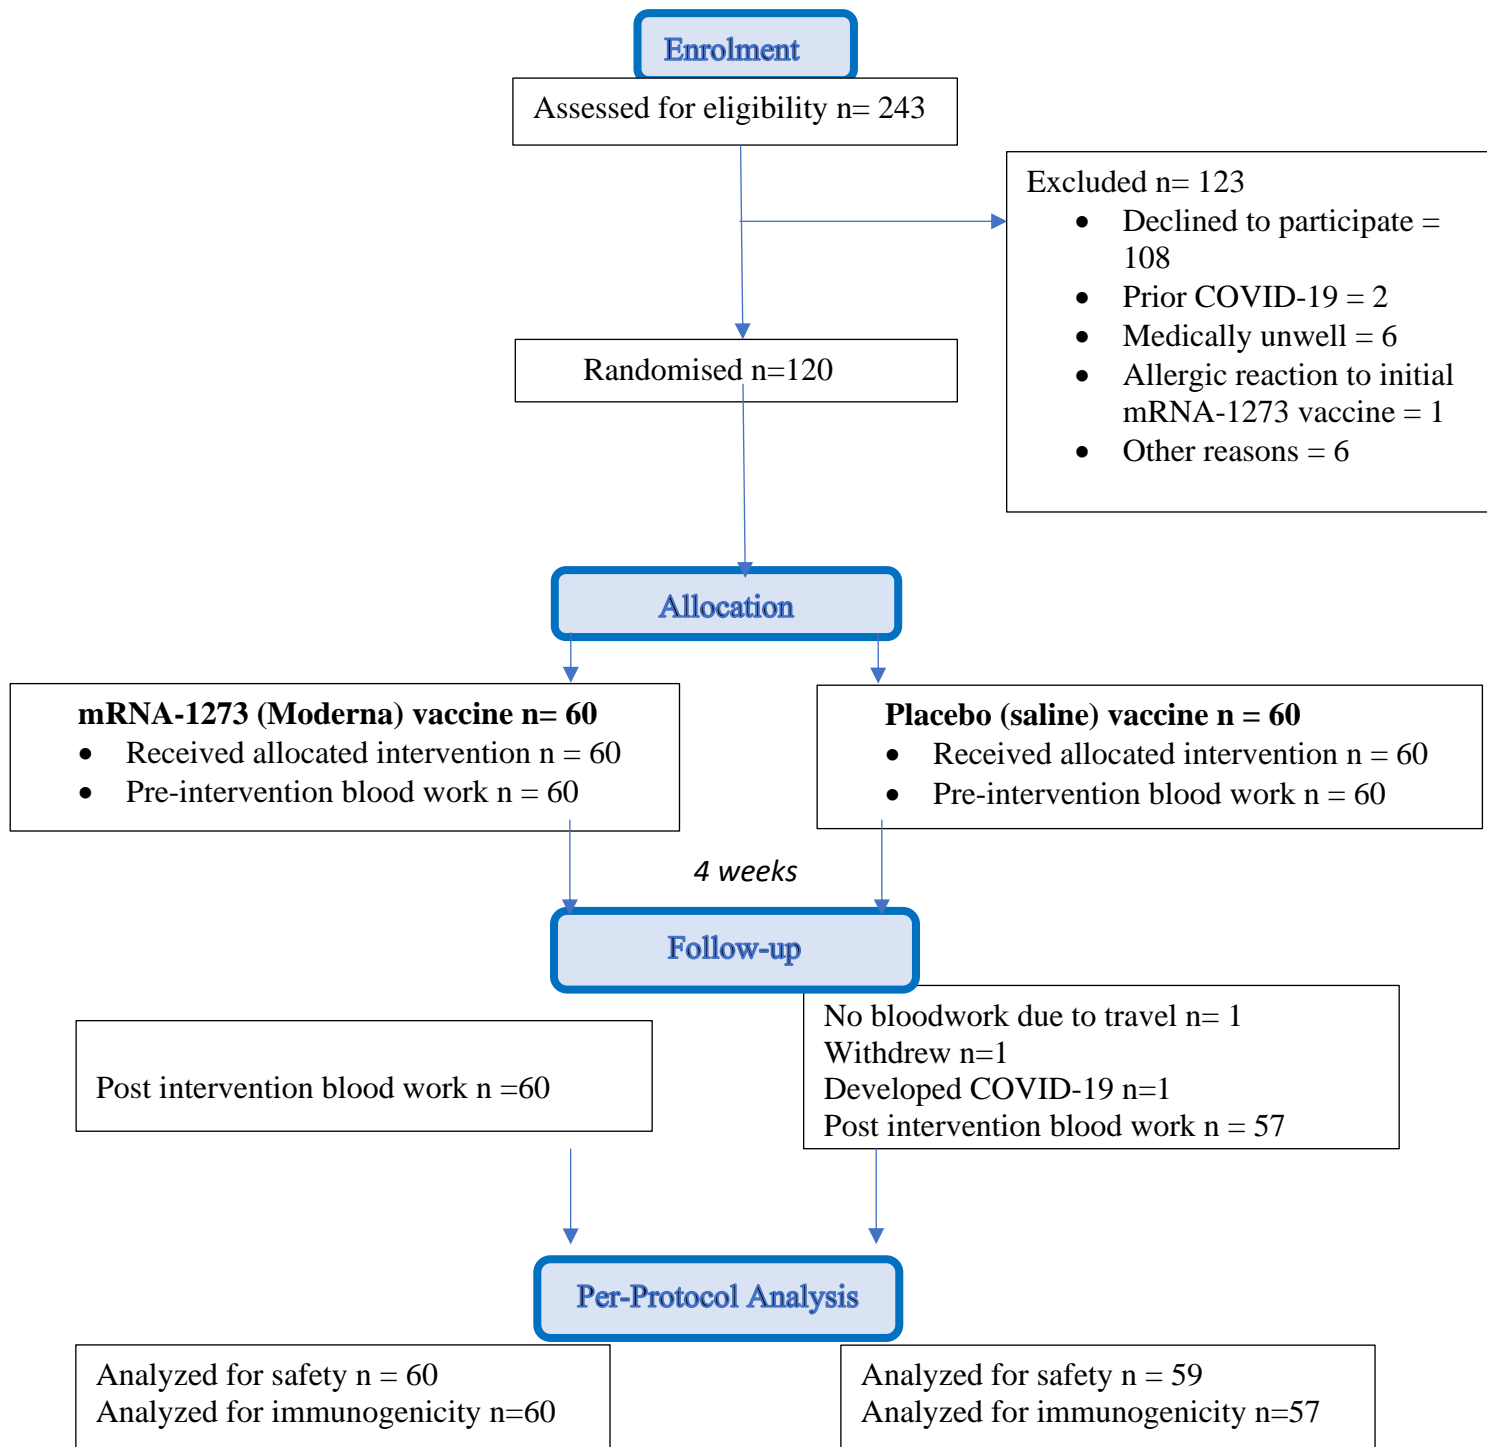 Enrolment
Assessed for eligibility n= 243
Excluded n= 123
• Declined to participate =
108
• Prior COVID-19 = 2
• Medically unwell = 6
• Allergic reaction to initial
mRNA-1273 vaccine = 1
• Other reasons = 6
Randomised n=120
Allocation
mRNA-1273 (Moderna) vaccine n= 60
• Received allocated intervention n = 60
• Pre-intervention blood work n = 60
Placebo (saline) vaccine n = 60
• Received allocated intervention n = 60
• Pre-intervention blood work n = 60
4 weeks
Follow-up
Post intervention blood work n =60
No bloodwork due to travel n= 1
Withdrew n=1
Developed COVID-19 n=1
Post intervention blood work n = 57
Per-Protocol Analysis
Analyzed for safety n = 60
Analyzed for immunogenicity n=60
Analyzed for safety n = 59
Analyzed for immunogenicity n=57